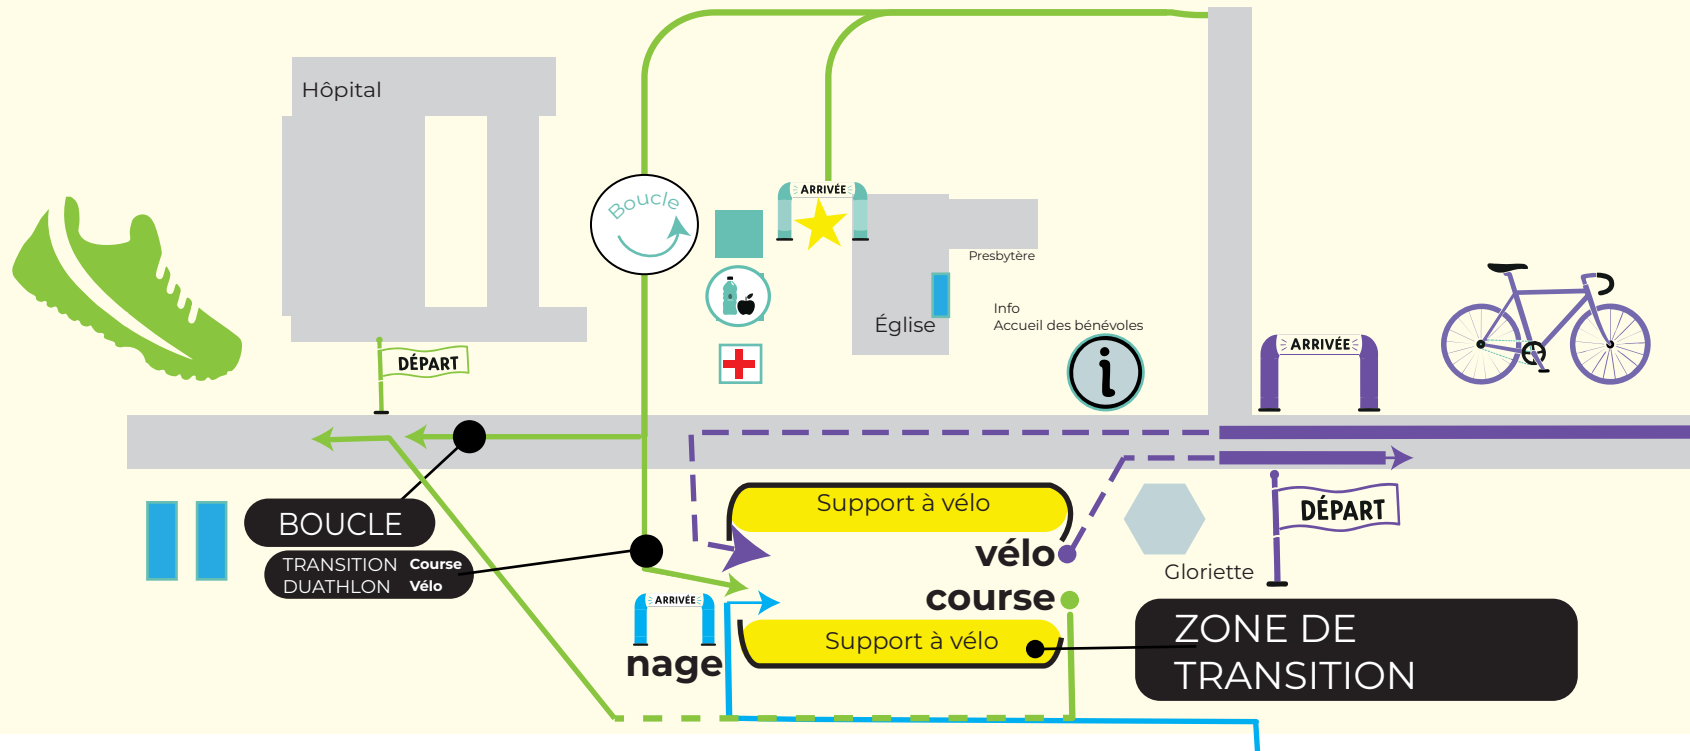 Hôpital
Boucle
ARRIVÉE
Presbytère
Info
Accueil des bénévoles
Église
DÉPART
ARRIVÉE
Support à vélo
BOUCLE
TRANSITION Course
DUATHLON Vélo
vélo
DÉPART
Gloriette
course
ARRIVÉE
nage
Support à vélo
ZONE DE
TRANSITION